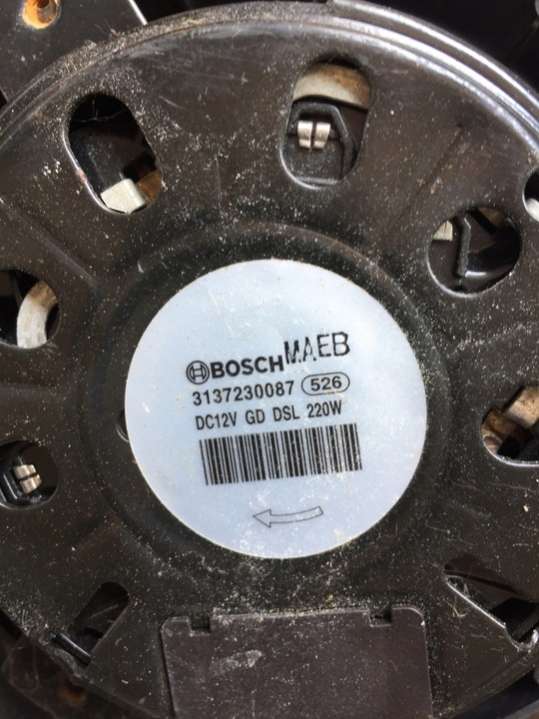 BOSCH MAEB
3137230087 526
DC12V GD DSL 220W